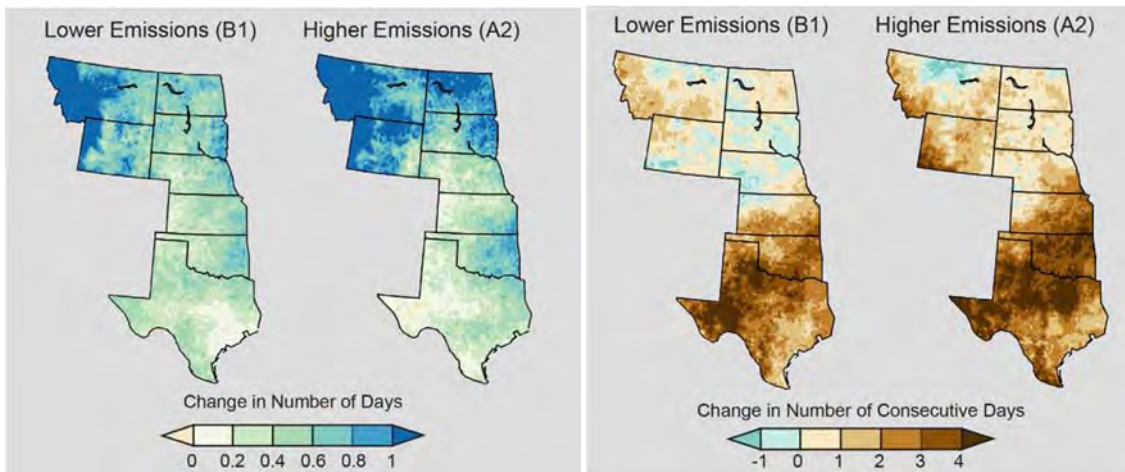 Lower Emissions (B1) Higher Emissions (A2)
Change in Number of Days
0 0.2 0.4 0.6 0.8 1
Lower Emissions (B1) Higher Emissions (A2)
Change in Number of Consecutive Days
-1 0 1 2 3 4